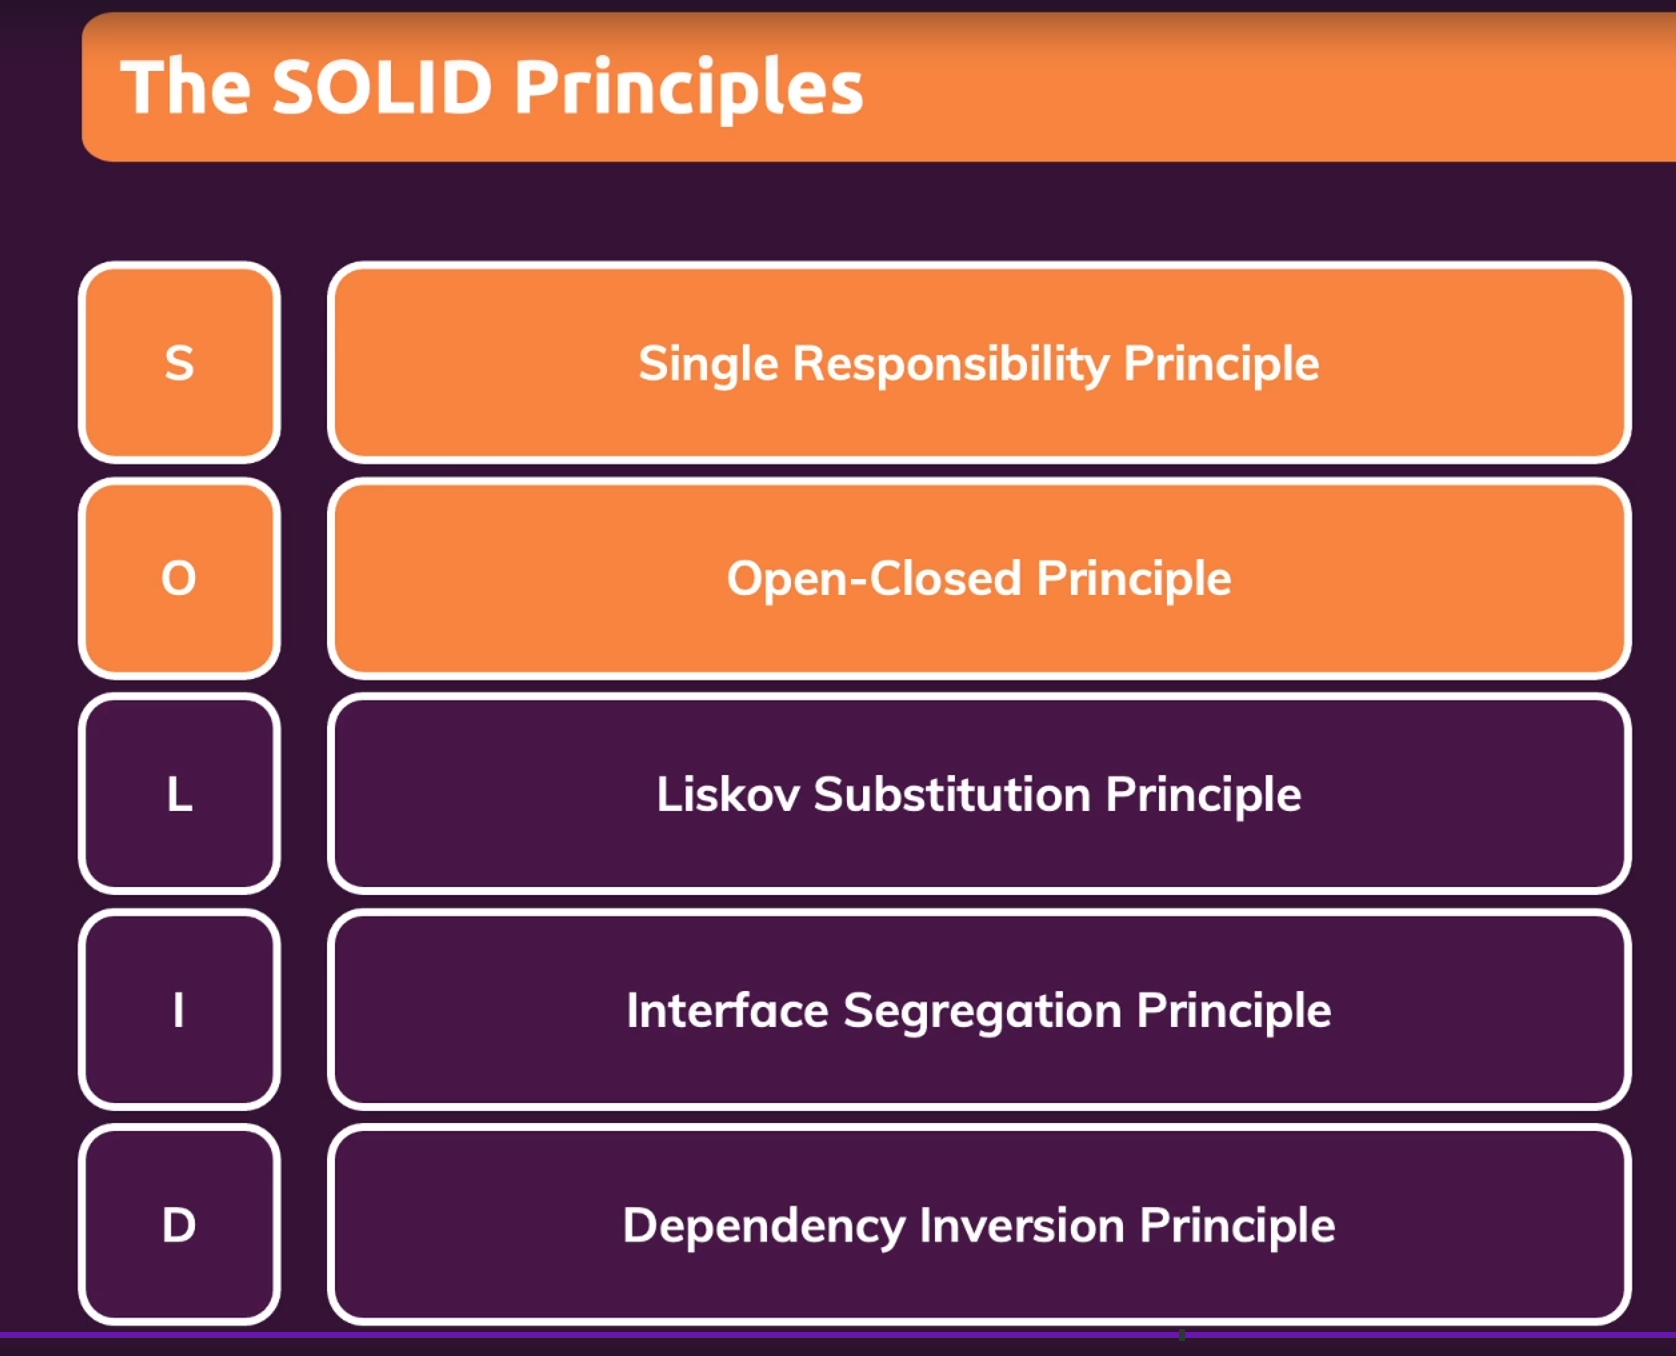 The SOLID Principles
S
Single Responsibility Principle
O
Open-Closed Principle
L
Liskov Substitution Principle
I
Interface Segregation Principle
D
Dependency Inversion Principle